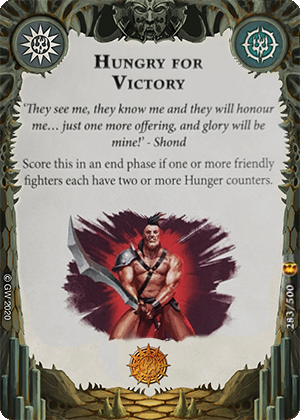 HUNGRY FOR
VICTORY
'They see me, they know me and they will honour
me… just one more offering, and glory will be
mine!' - Shond
Score this in an end phase if one or more friendly
fighters each have two or more Hunger counters.
© GW 2020
283/500